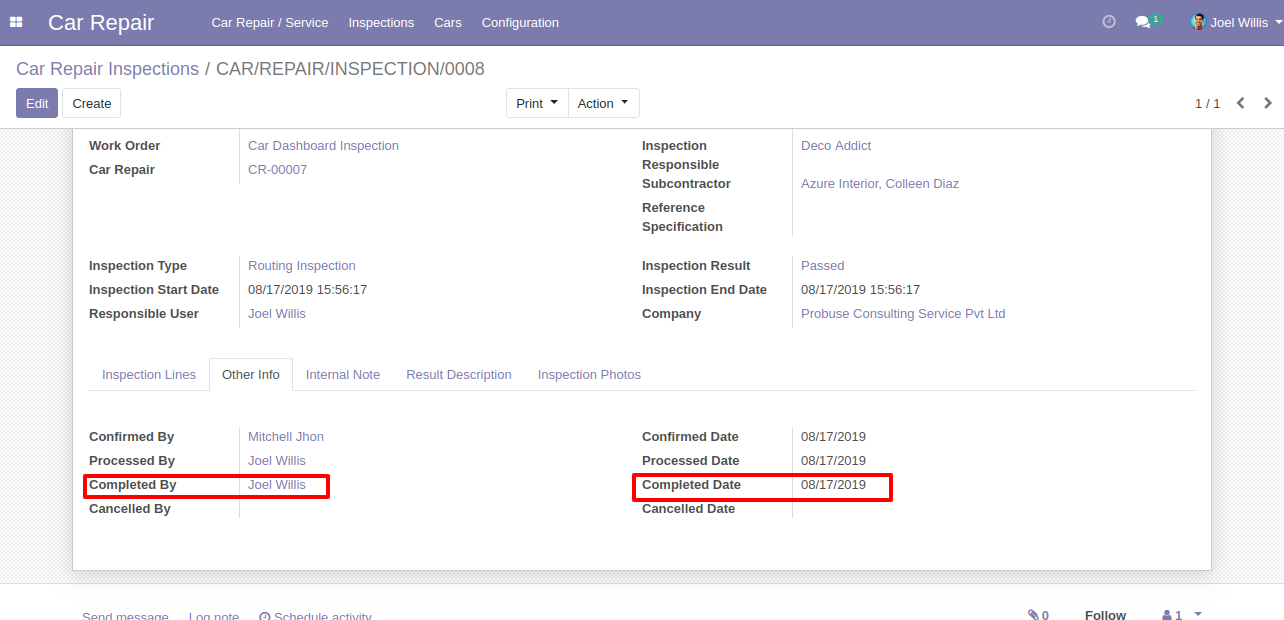 Car Repair Car Repair / Service Inspections Cars Configuration 1 Joel Willis
Car Repair Inspections / CAR/REPAIR/INSPECTION/0008
Edit Create Print Action 1 / 1
Work Order Car Dashboard Inspection
Car Repair CR-00007
Inspection Responsible Deco Addict
Subcontractor Azure Interior, Colleen Diaz
Reference Specification
Inspection Type Routing Inspection
Inspection Start Date 08/17/2019 15:56:17
Responsible User Joel Willis
Inspection Result Passed
Inspection End Date 08/17/2019 15:56:17
Company Probuse Consulting Service Pvt Ltd
Inspection Lines Other Info Internal Note Result Description Inspection Photos
Confirmed By Mitchell Jhon
Processed By Joel Willis
Completed By Joel Willis
Cancelled By
Confirmed Date 08/17/2019
Processed Date 08/17/2019
Completed Date 08/17/2019
Cancelled Date
Send message Log note Schedule activity 0 Follow 1